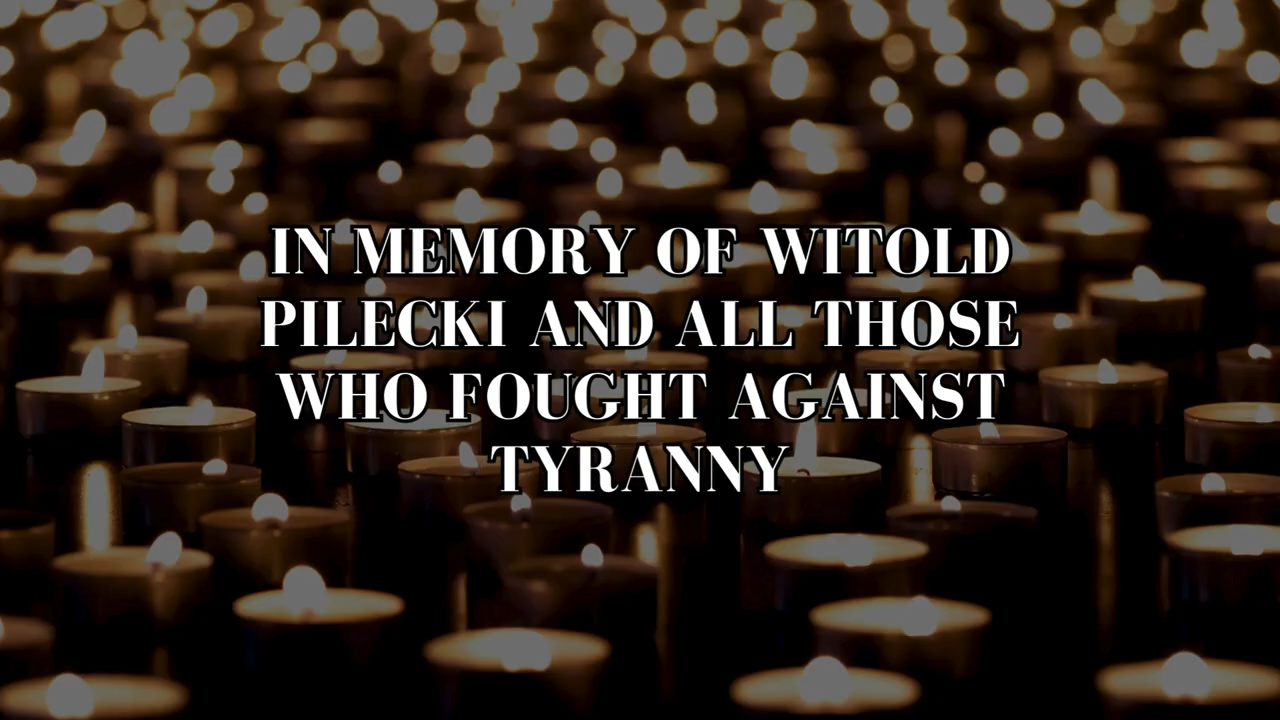 IN MEMORY OF WITOLD
PILECKI AND ALL THOSE
WHO FOUGHT AGAINST
TYRANNY